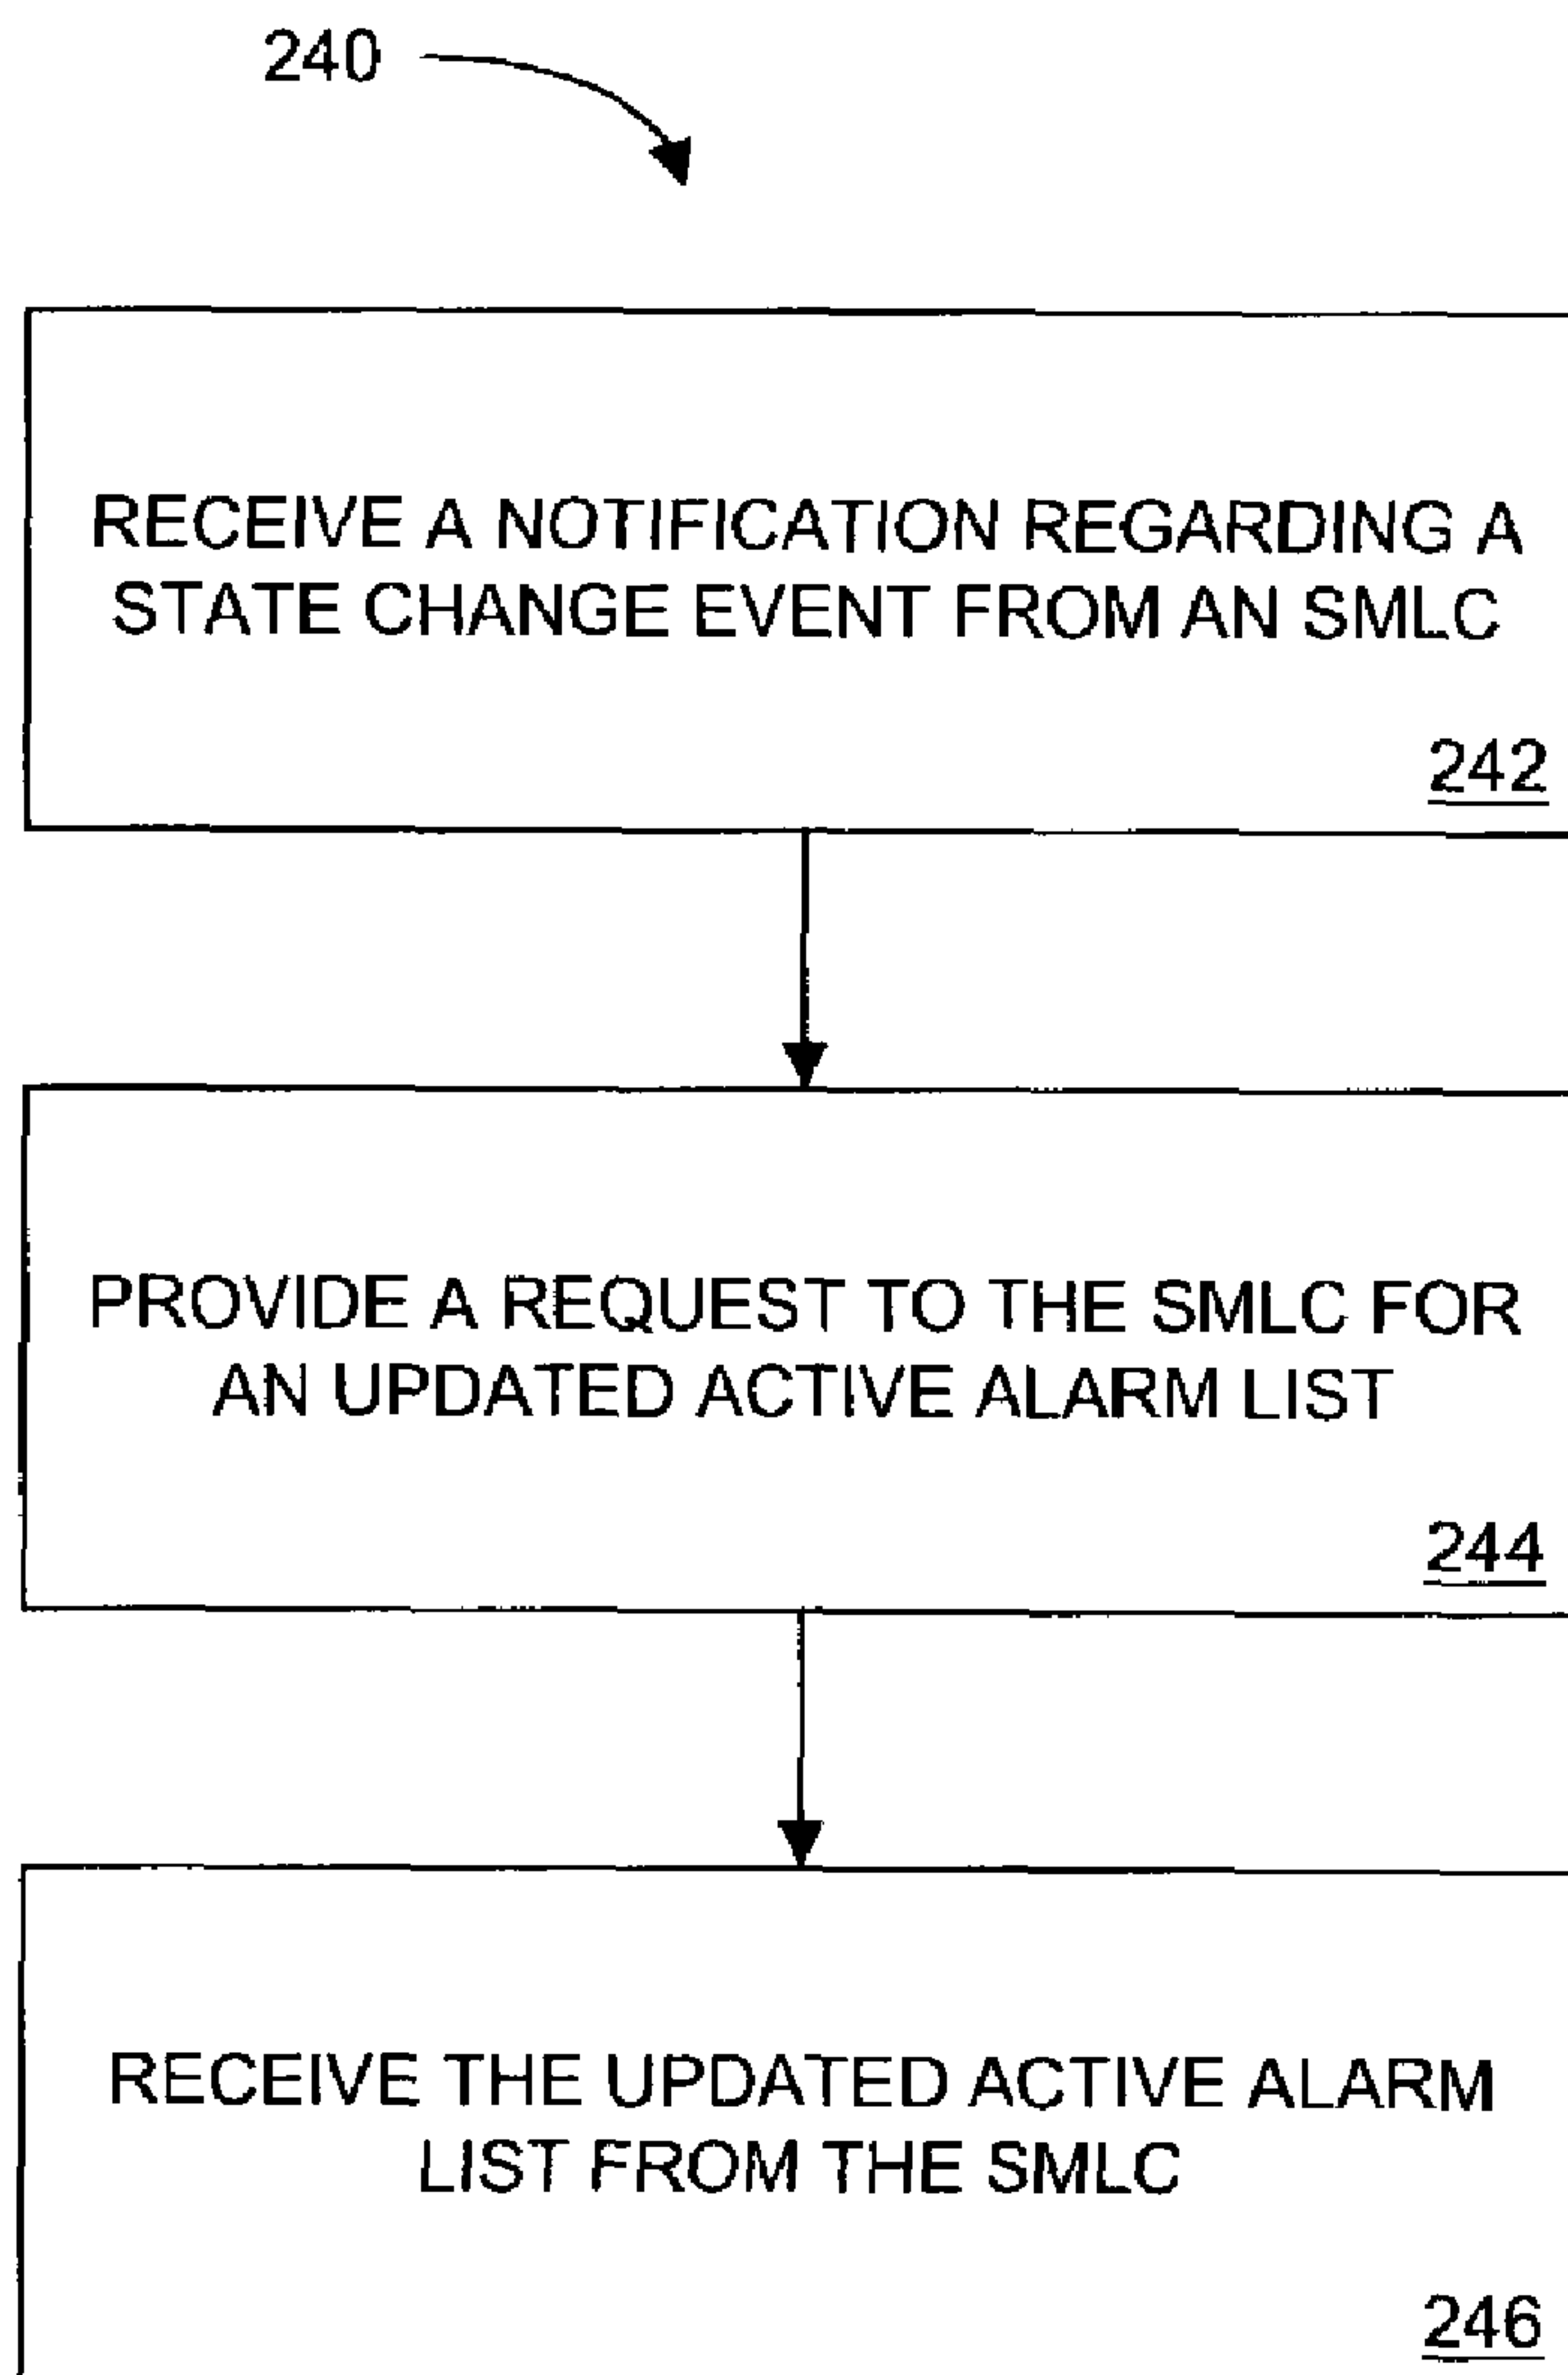 240
RECEIVE A NOTIFICATION REGARDING A
STATE CHANGE EVENT FROM AN SMLC
242
PROVIDE A REQUEST TO THE SMLC FOR
AN UPDATED ACTIVE ALARM LIST
244
RECEIVE THE UPDATED ACTIVE ALARM
LIST FROM THE SMLC
246